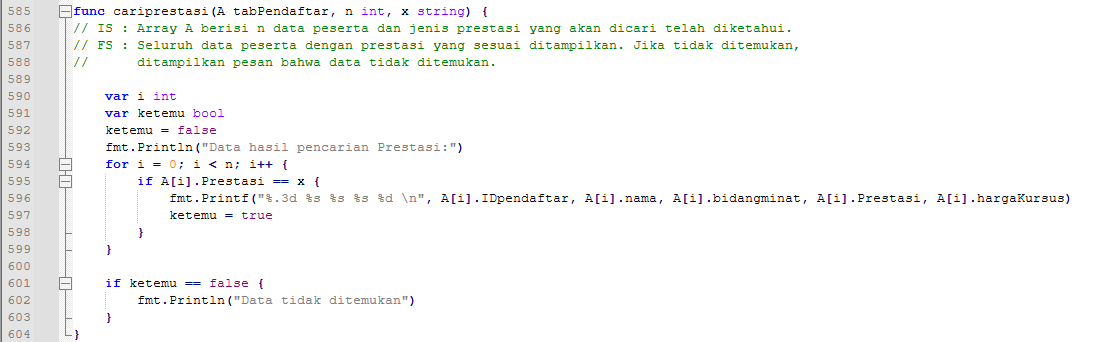 585 func cariprestasi(A tabPendaftar, n int, x string) {
586 // IS : Array A berisi n data peserta dan jenis prestasi yang akan dicari telah diketahui.
587 // FS : Seluruh data peserta dengan prestasi yang sesuai ditampilkan. Jika tidak ditemukan,
588 //      ditampilkan pesan bahwa data tidak ditemukan.
589
590     var i int
591     var ketemu bool
592     ketemu = false
593     fmt.Println("Data hasil pencarian Prestasi:")
594     for i = 0; i < n; i++ {
595         if A[i].Prestasi == x {
596             fmt.Printf("%.3d %s %s %s %d \n", A[i].IDpendaftar, A[i].nama, A[i].bidangminat, A[i].Prestasi, A[i].hargaKursus)
597             ketemu = true
598         }
599     }
600
601     if ketemu == false {
602         fmt.Println("Data tidak ditemukan")
603     }
604 }